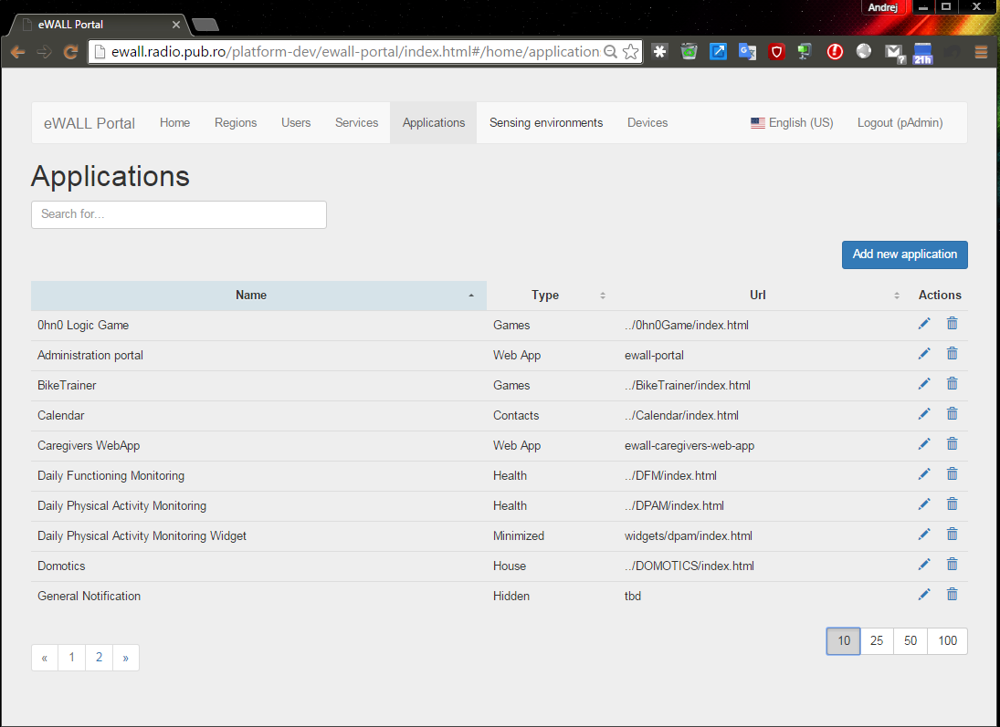 Andrej
eWALL Portal
ewall.radio.pub.ro/platform-dev/ewall-portal/index.html#/home/application
21h
eWALL Portal Home Regions Users Services Applications Sensing environments Devices English (US) Logout (pAdmin)
Applications
Search for...
Add new application
Name Type Url Actions
0hn0 Logic Game Games ../0hn0Game/index.html
Administration portal Web App ewall-portal
BikeTrainer Games ../BikeTrainer/index.html
Calendar Contacts ../Calendar/index.html
Caregivers WebApp Web App ewall-caregivers-web-app
Daily Functioning Monitoring Health ../DFM/index.html
Daily Physical Activity Monitoring Health ../DPAM/index.html
Daily Physical Activity Monitoring Widget Minimized widgets/dpam/index.html
Domotics House ../DOMOTICS/index.html
General Notification Hidden tbd
10 25 50 100
« 1 2 »